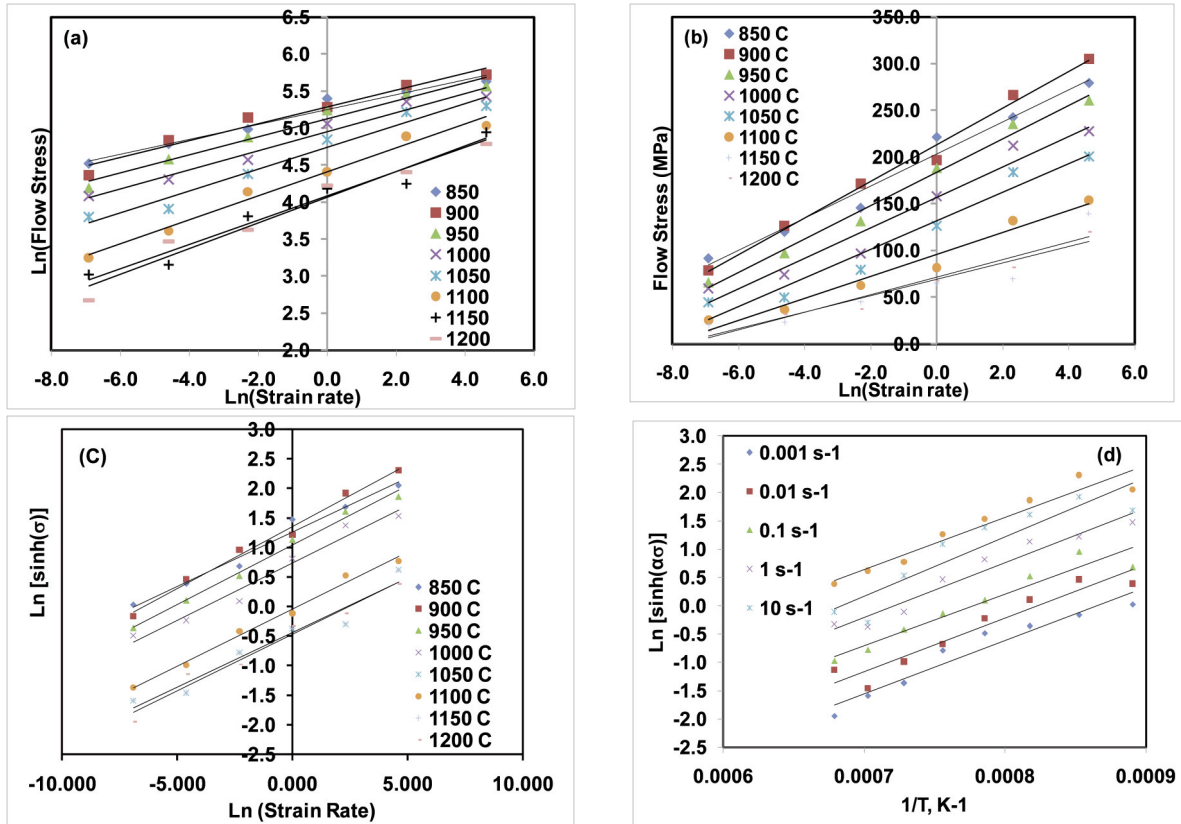 (a)
6.5
6.0
5.5
5.0
4.5
4.0
3.5
3.0
2.5
2.0
Ln(Flow Stress)
850
900
950
1000
1050
1100
1150
1200
-8.0 -6.0 -4.0 -2.0 0.0 2.0 4.0 6.0
Ln(Strain rate)
(b)
350.0
300.0
250.0
200.0
150.0
100.0
50.0
0.0
Flow Stress (MPa)
850 C
900 C
950 C
1000 C
1050 C
1100 C
1150 C
1200 C
-8.0 -6.0 -4.0 -2.0 0.0 2.0 4.0 6.0
Ln(Strain rate)
(C)
3.0
2.5
2.0
1.5
1.0
0.5
0.0
-0.5
-1.0
-1.5
-2.0
-2.5
Ln [sinh(σ)]
850 C
900 C
950 C
1000 C
1050 C
1100 C
1150 C
1200 C
-10.000 -5.000 0.000 5.000 10.000
Ln (Strain Rate)
(d)
3.0
2.5
2.0
1.5
1.0
0.5
0.0
-0.5
-1.0
-1.5
-2.0
-2.5
Ln [sinh(ασ)]
0.001 s-1
0.01 s-1
0.1 s-1
1 s-1
10 s-1
0.0006 0.0007 0.0008 0.0009
1/T, K-1